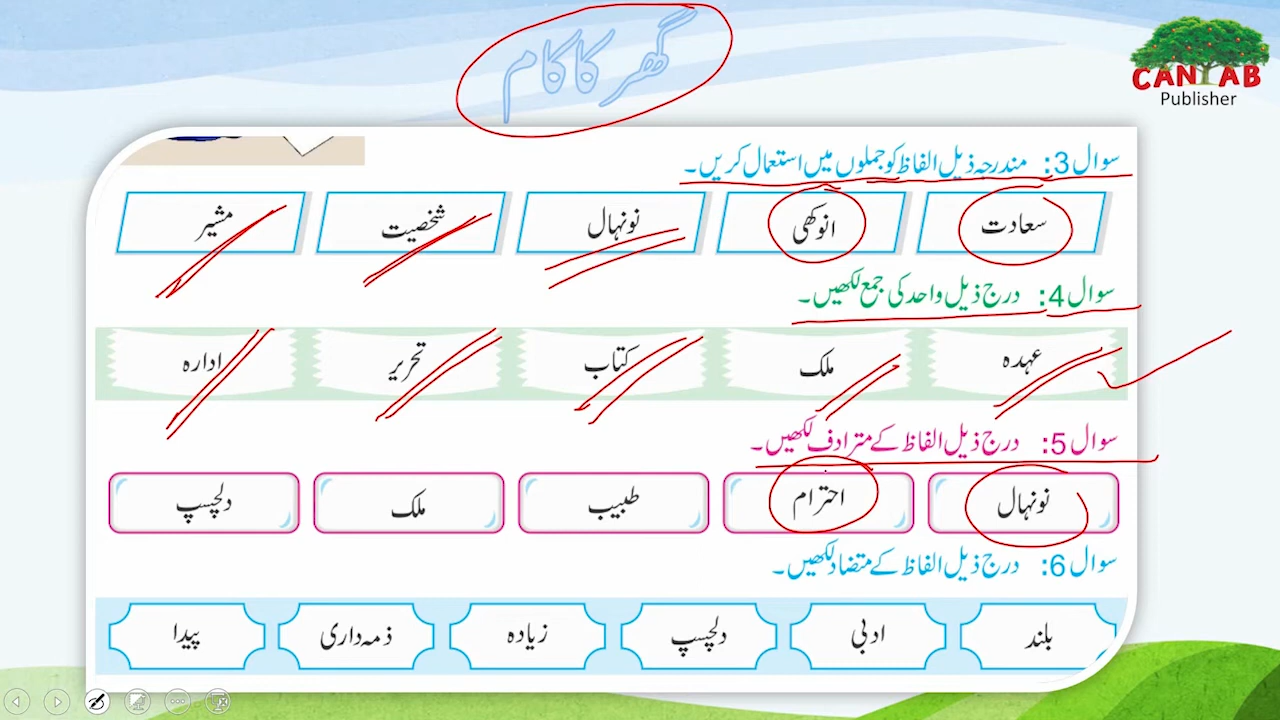 گھر کا کام
CANTAB
Publisher
سوال 3: مندرجہ ذیل الفاظ کو جملوں میں استعمال کریں۔
سعادت انوکھی نونہال شخصیت مشیر
سوال 4: درج ذیل واحد کی جمع لکھیں۔
عہدہ ملک کتاب تحریر ادارہ
سوال 5: درج ذیل الفاظ کے مترادف لکھیں۔
نونہال احترام طبیب ملک دلچسپ
سوال 6: درج ذیل الفاظ کے متضاد لکھیں۔
بلند ادبی دلچسپ زیادہ ذمہ داری پیدا